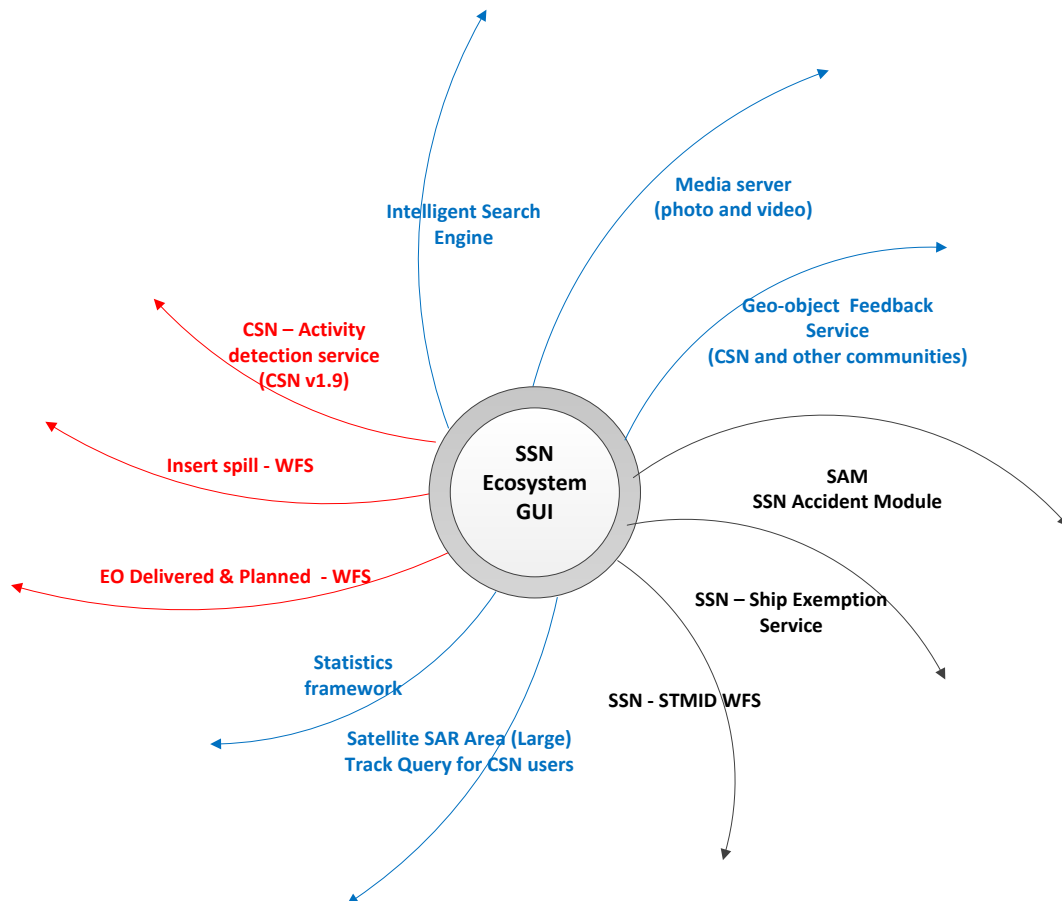 Intelligent Search
Engine
Media server
(photo and video)
Geo-object  Feedback
Service
(CSN and other communities)
CSN – Activity
detection service
(CSN v1.9)
Insert spill - WFS
EO Delivered & Planned  - WFS
SSN
Ecosystem
GUI
SAM
SSN Accident Module
SSN – Ship Exemption
Service
SSN - STMID WFS
Statistics
framework
Satellite SAR Area (Large)
Track Query for CSN users